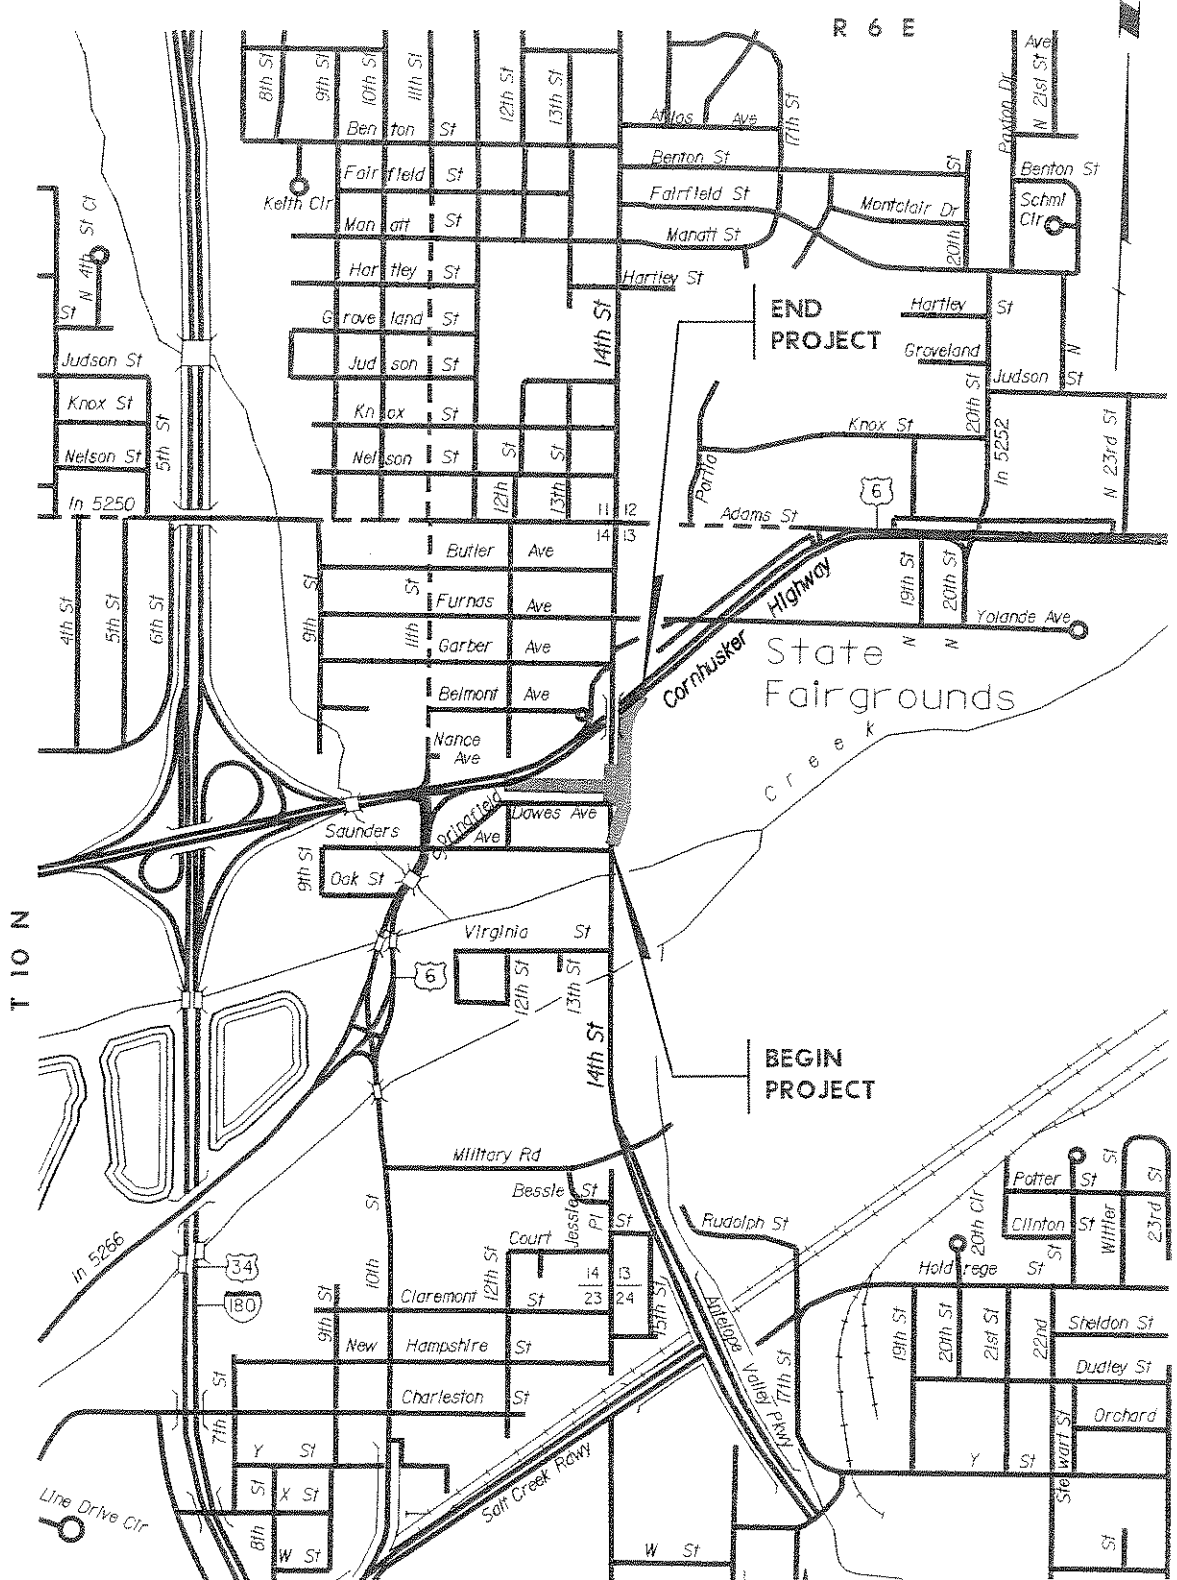 R 6 E
8th St
9th St
10th St
11th St
12th St
13th St
17th St
Paxton Dr
Ave
N 21st St
Atlas Ave
Benton St
Benton St
Benton St
Fairfield St
Fairfield St
Keith Cir
Montclair Dr
20th St
Manatt St
Manatt St
N 4th St Ct
Hartley St
Hartley St
Hartley St
Groveland St
Groveland
14th St
END
PROJECT
St
Judson St
Judson St
Judson St
Knox St
Knox St
Knox St
5th St
Nelson St
Nelson St
12th St
13th St
Portia
20th St
In 5252
N
N 23rd St
In 5250
11 12
14 13
Adams St
6
Butler Ave
Furnas Ave
Garber Ave
Belmont Ave
Nance
Ave
4th St
5th St
6th St
9th St
11th St
Cornhusker Highway
N 19th St
N 20th St
Yolande Ave
State
Fairgrounds
Creek
Springfield
Dawes Ave
Saunders Ave
9th St
Oak St
T 10 N
Virginia St
12th St
13th St
6
14th St
BEGIN
PROJECT
Military Rd
Bessie St
Jessie Pl
St
Rudolph St
Court
10th St
12th St
14 13
23 24
15th St
In 5266
34
180
9th St
Claremont St
New Hampshire St
Charleston St
7th St
Y St
X St
8th St
W St
Line Drive Cir
Salt Creek Rdwy
Antelope Valley Pkwy
17th St
W St
Potter St
Clinton St
20th Cir
Holdrege St
St
Whittier St
23rd St
19th St
20th St
21st St
22nd
Sheldon St
Dudley St
Orchard
Stewart St
Y St
St